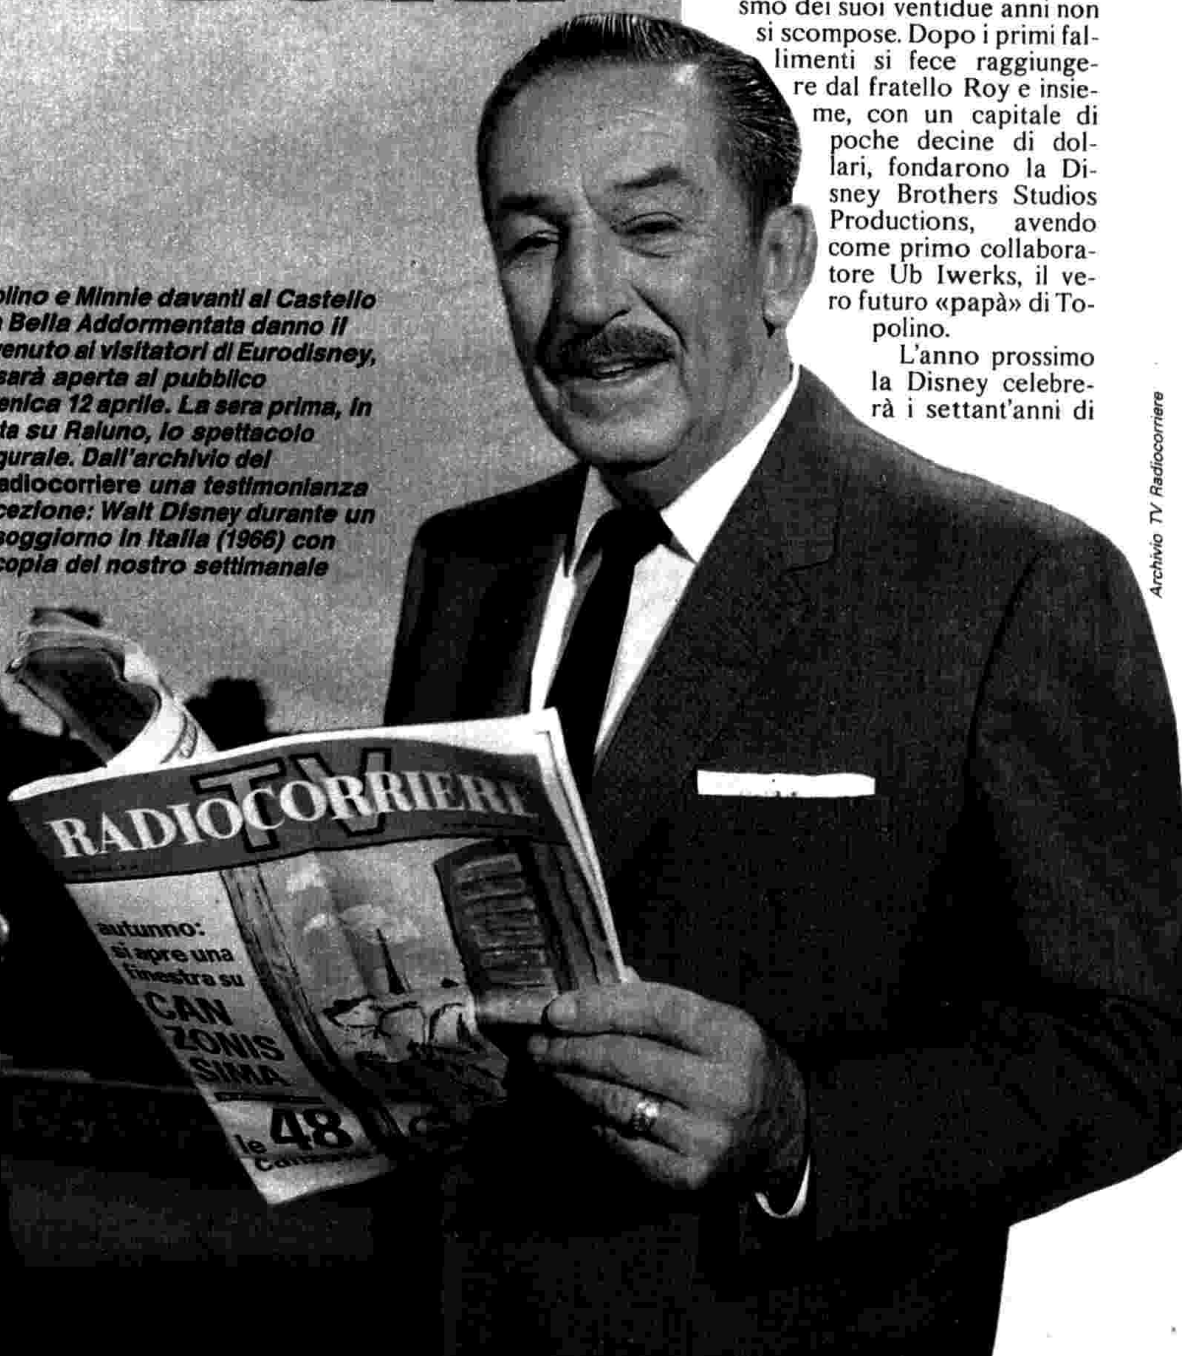 smo dei suoi ventidue anni non
si scompose. Dopo i primi fal-
limenti si fece raggiunge-
re dal fratello Roy e insie-
me, con un capitale di
poche decine di dol-
lari, fondarono la Di-
sney Brothers Studios
Productions, avendo
come primo collabora-
tore Ub Iwerks, il ve-
ro futuro «papà» di To-
polino.
L'anno prossimo
la Disney celebre-
rà i settant'anni di
olino e Minnie davanti al Castello
a Bella Addormentata danno il
enuto ai visitatori di Eurodisney,
sarà aperta al pubblico
enica 12 aprile. La sera prima, in
ta su Raiuno, lo spettacolo
gurale. Dall'archivio del
adiocorriere una testimonianza
cezione: Walt Disney durante un
soggiorno in Italia (1966) con
copia del nostro settimanale
Archivio TV Radiocorriere
TV
RADIOCORRIERE
autunno:
si apre una
finestra su
CAN
ZONIS
SIMA
le 48